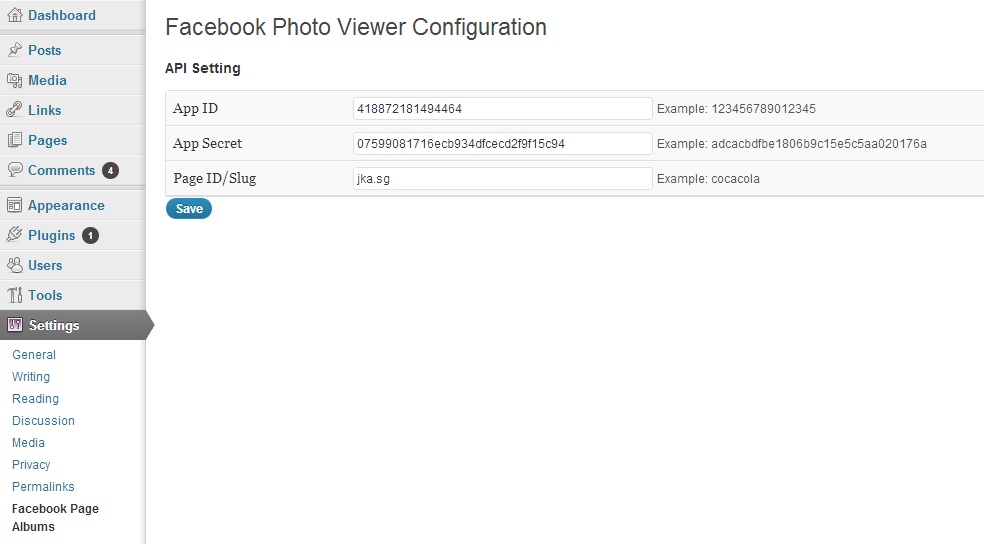 Dashboard
Posts
Media
Links
Pages
Comments 4
Appearance
Plugins 1
Users
Tools
Settings
General
Writing
Reading
Discussion
Media
Privacy
Permalinks
Facebook Page
Albums
Facebook Photo Viewer Configuration
API Setting
App ID 418872181494464 Example: 123456789012345
App Secret 07599081716ecb934dfcecd2f9f15c94 Example: adcacbdfbe1806b9c15e5c5aa020176a
Page ID/Slug jka.sg Example: cocacola
Save